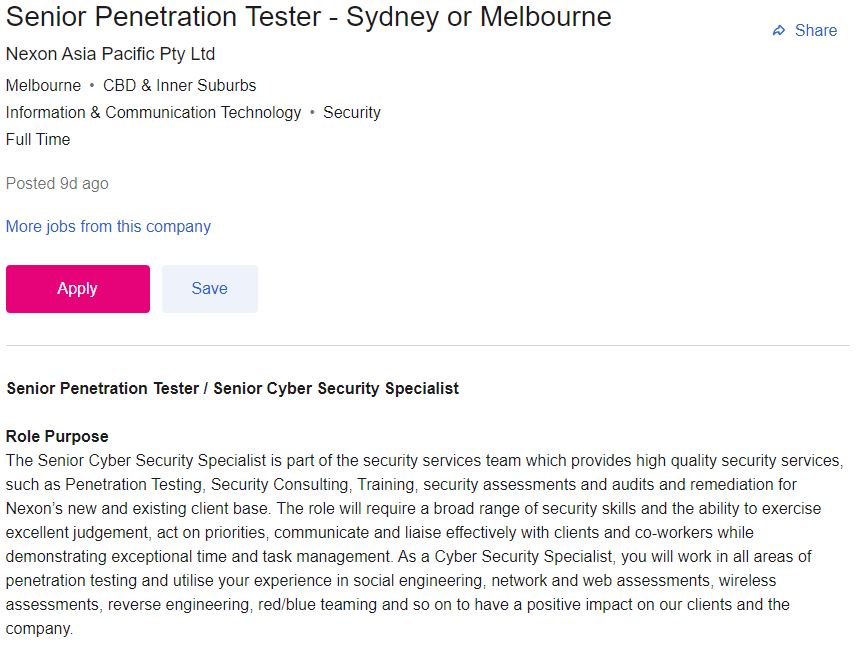 Senior Penetration Tester - Sydney or Melbourne
Share
Nexon Asia Pacific Pty Ltd
Melbourne • CBD & Inner Suburbs
Information & Communication Technology • Security
Full Time
Posted 9d ago
More jobs from this company
Apply
Save
Senior Penetration Tester / Senior Cyber Security Specialist
Role Purpose
The Senior Cyber Security Specialist is part of the security services team which provides high quality security services,
such as Penetration Testing, Security Consulting, Training, security assessments and audits and remediation for
Nexon’s new and existing client base. The role will require a broad range of security skills and the ability to exercise
excellent judgement, act on priorities, communicate and liaise effectively with clients and co-workers while
demonstrating exceptional time and task management. As a Cyber Security Specialist, you will work in all areas of
penetration testing and utilise your experience in social engineering, network and web assessments, wireless
assessments, reverse engineering, red/blue teaming and so on to have a positive impact on our clients and the
company.